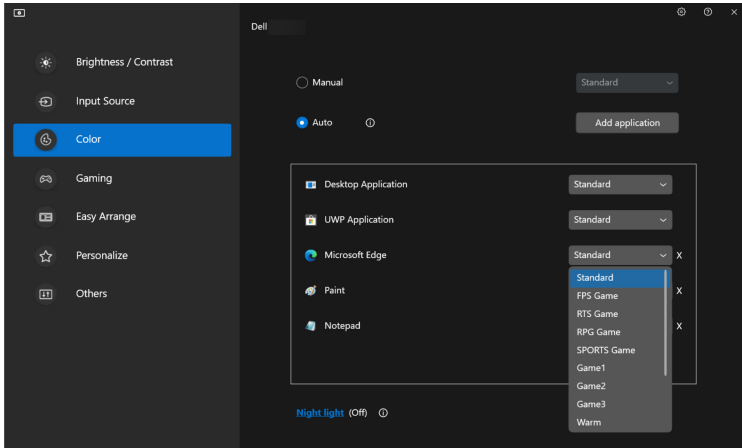 Dell
Brightness / Contrast
Input Source
Color
Gaming
Easy Arrange
Personalize
Others
Manual
Standard
Auto
Add application
Desktop Application
Standard
UWP Application
Standard
Microsoft Edge
Standard
X
Paint
X
Notepad
X
Standard
FPS Game
RTS Game
RPG Game
SPORTS Game
Game1
Game2
Game3
Warm
Night light (Off)